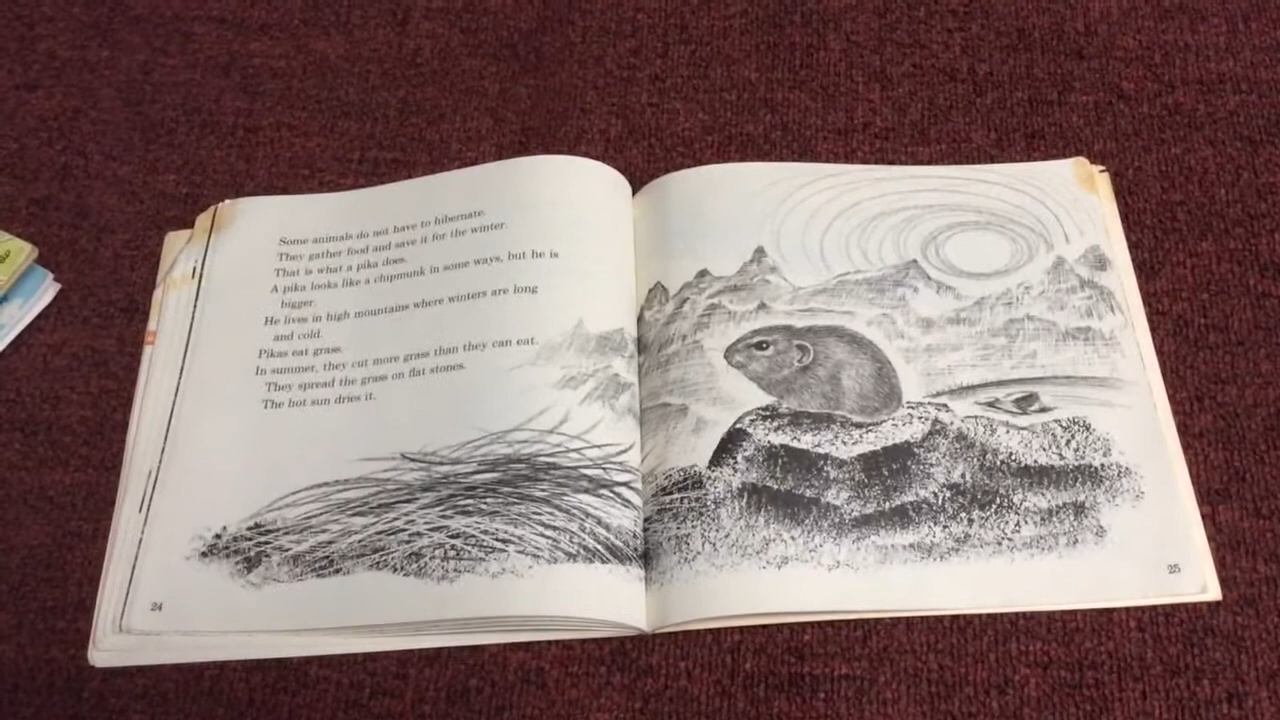 Some animals do not have to hibernate.
They gather food and save it for the winter.
That is what a pika does.
A pika looks like a chipmunk in some ways, but he is
bigger.
He lives in high mountains where winters are long
and cold.
Pikas eat grass.
In summer, they cut more grass than they can eat.
They spread the grass on flat stones.
The hot sun dries it.
24
25